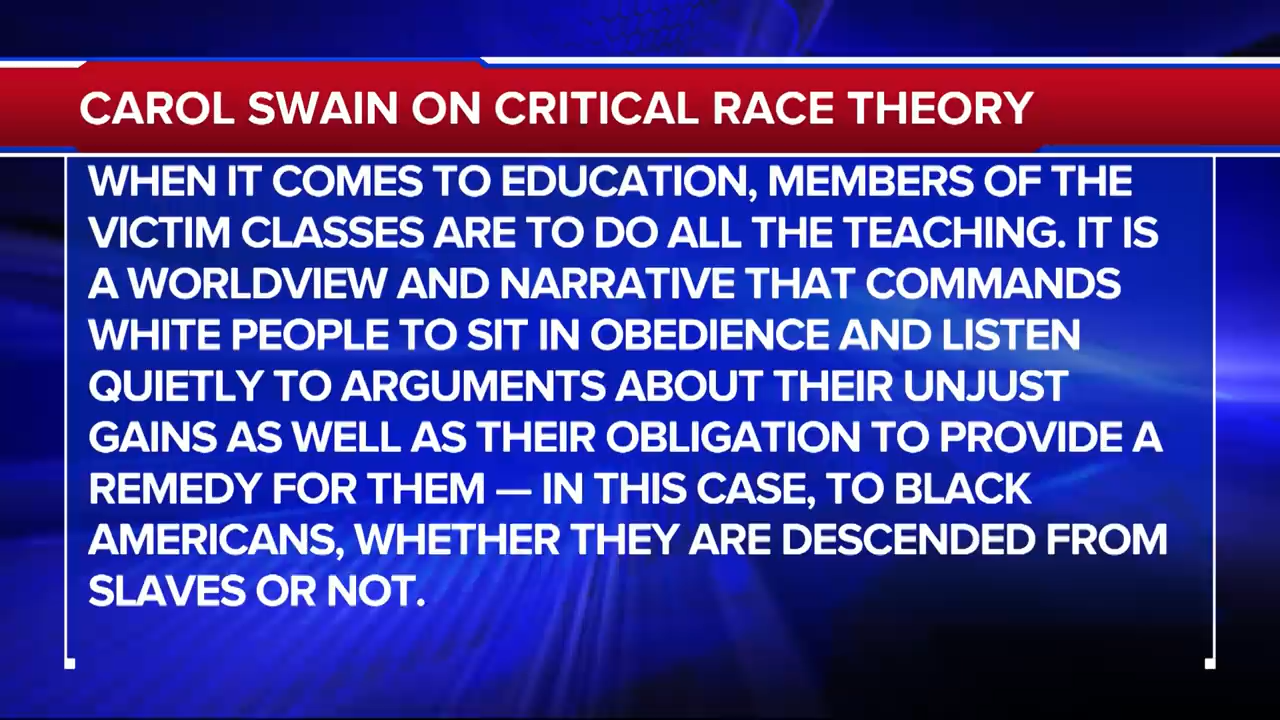 CAROL SWAIN ON CRITICAL RACE THEORY
WHEN IT COMES TO EDUCATION, MEMBERS OF THE
VICTIM CLASSES ARE TO DO ALL THE TEACHING. IT IS
A WORLDVIEW AND NARRATIVE THAT COMMANDS
WHITE PEOPLE TO SIT IN OBEDIENCE AND LISTEN
QUIETLY TO ARGUMENTS ABOUT THEIR UNJUST
GAINS AS WELL AS THEIR OBLIGATION TO PROVIDE A
REMEDY FOR THEM — IN THIS CASE, TO BLACK
AMERICANS, WHETHER THEY ARE DESCENDED FROM
SLAVES OR NOT.